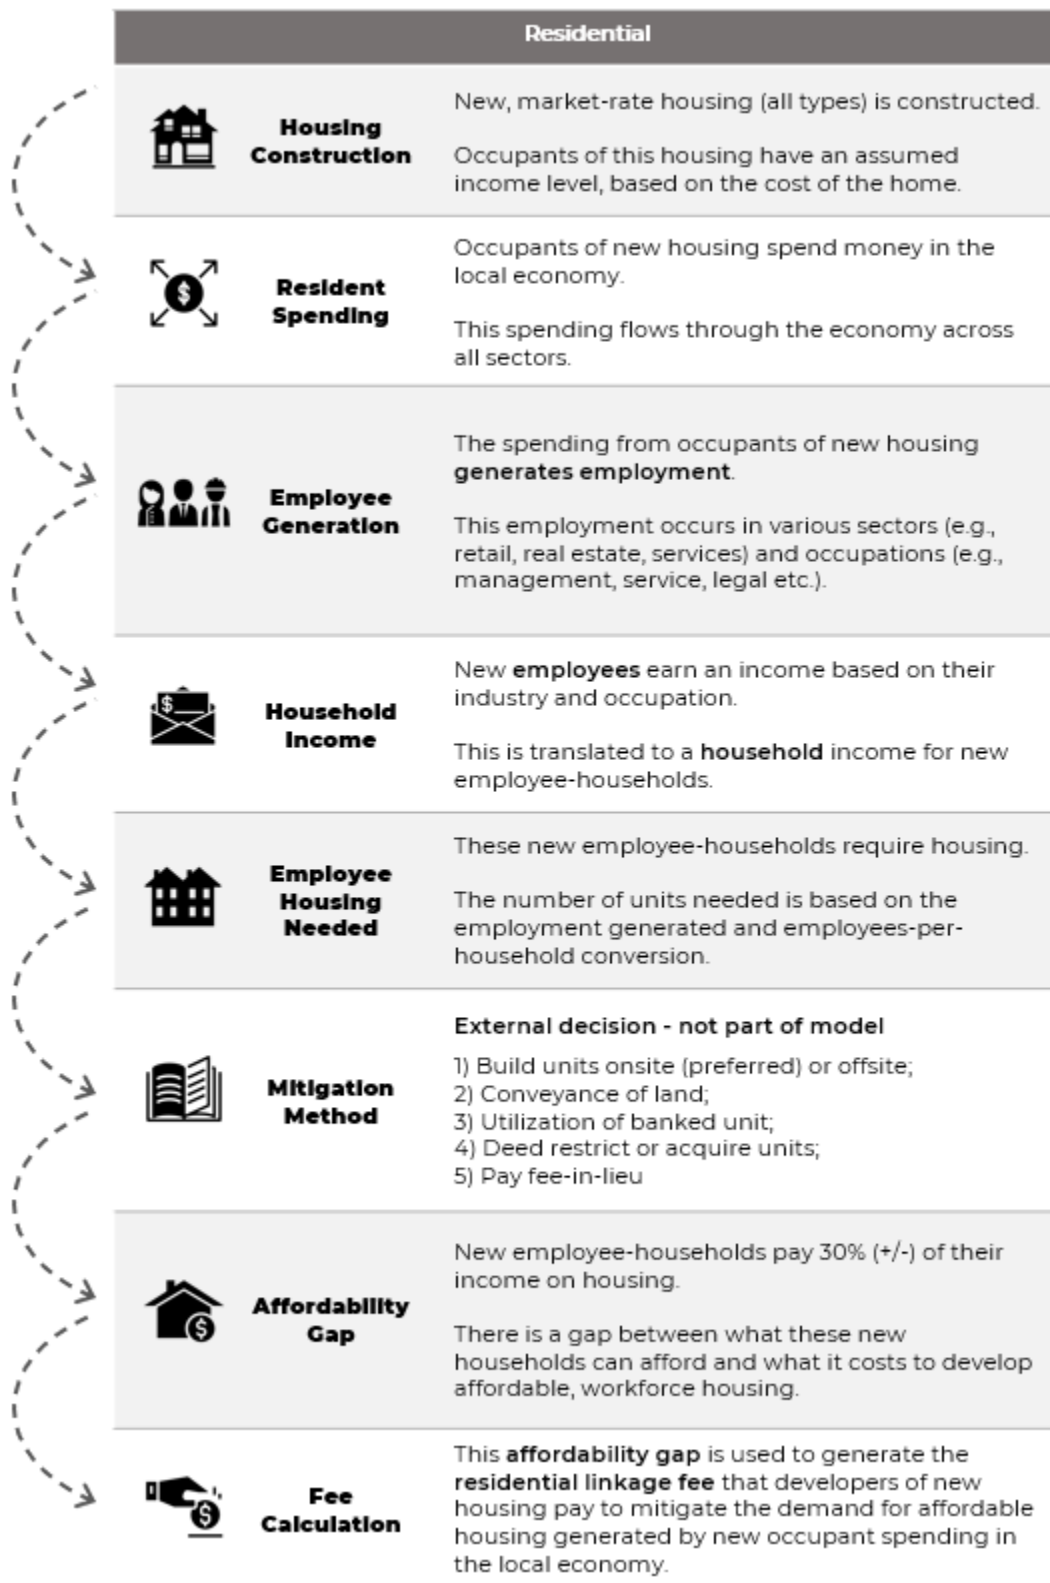 Residential
Housing
Construction
New, market-rate housing (all types) is constructed.
Occupants of this housing have an assumed
income level, based on the cost of the home.
Resident
Spending
Occupants of new housing spend money in the
local economy.
This spending flows through the economy across
all sectors.
Employee
Generation
The spending from occupants of new housing
generates employment.
This employment occurs in various sectors (e.g.,
retail, real estate, services) and occupations (e.g.,
management, service, legal etc.).
Household
Income
New employees earn an income based on their
industry and occupation.
This is translated to a household income for new
employee-households.
Employee
Housing
Needed
These new employee-households require housing.
The number of units needed is based on the
employment generated and employees-per-
household conversion.
Mitigation
Method
External decision - not part of model
1) Build units onsite (preferred) or offsite;
2) Conveyance of land;
3) Utilization of banked unit;
4) Deed restrict or acquire units;
5) Pay fee-in-lieu
Affordability
Gap
New employee-households pay 30% (+/-) of their
income on housing.
There is a gap between what these new
households can afford and what it costs to develop
affordable, workforce housing.
Fee
Calculation
This affordability gap is used to generate the
residential linkage fee that developers of new
housing pay to mitigate the demand for affordable
housing generated by new occupant spending in
the local economy.